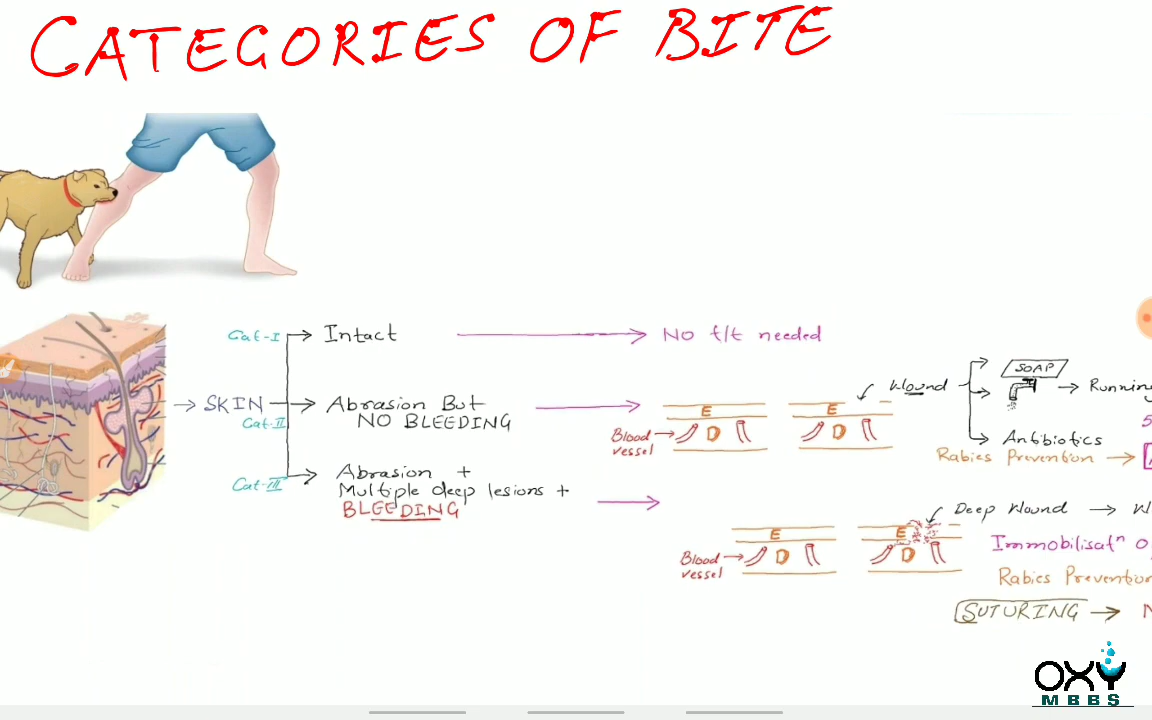 CATEGORIES OF BITE
Cat-I
Intact
NO t/t needed
SKIN
Cat-II
Abrasion But
NO BLEEDING
E
D
Blood
vessel
E
D
Wound
SOAP
Running
Antibiotics
Rabies Prevention
Cat-III
Abrasion +
Multiple deep lesions +
BLEEDING
E
D
Blood
vessel
E
D
Deep Wound
Immobilisatⁿ
Rabies Prevention
SUTURING
OXY
MBBS